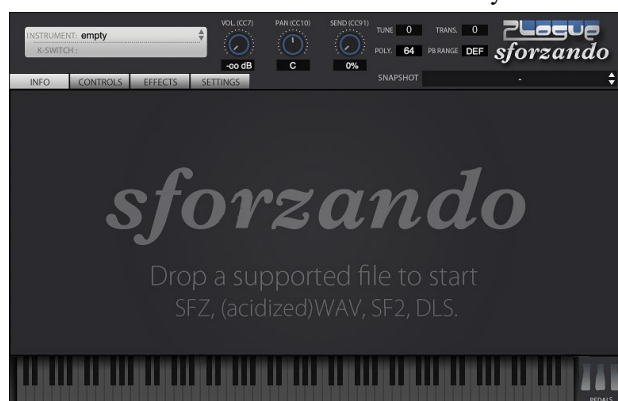 VOL. (CC7) PAN (CC10) SEND (CC91)
INSTRUMENT: empty
K-SWITCH :
-oo dB C 0%
TUNE 0 TRANS. 0
POLY. 64 PB RANGE DEF
Plogue
sforzando
SNAPSHOT -
INFO CONTROLS EFFECTS SETTINGS
sforzando
Drop a supported file to start
SFZ, (acidized)WAV, SF2, DLS.
PEDALS